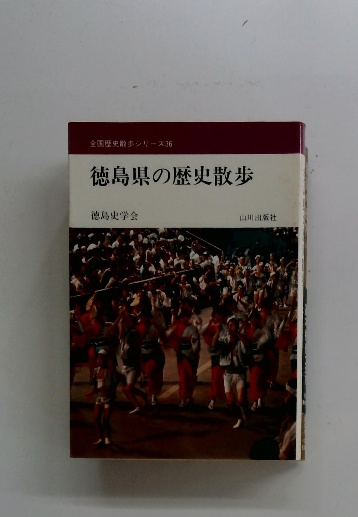 全国歴史散歩シリーズ36
徳島県の歴史散歩
徳島史学会
山川出版社